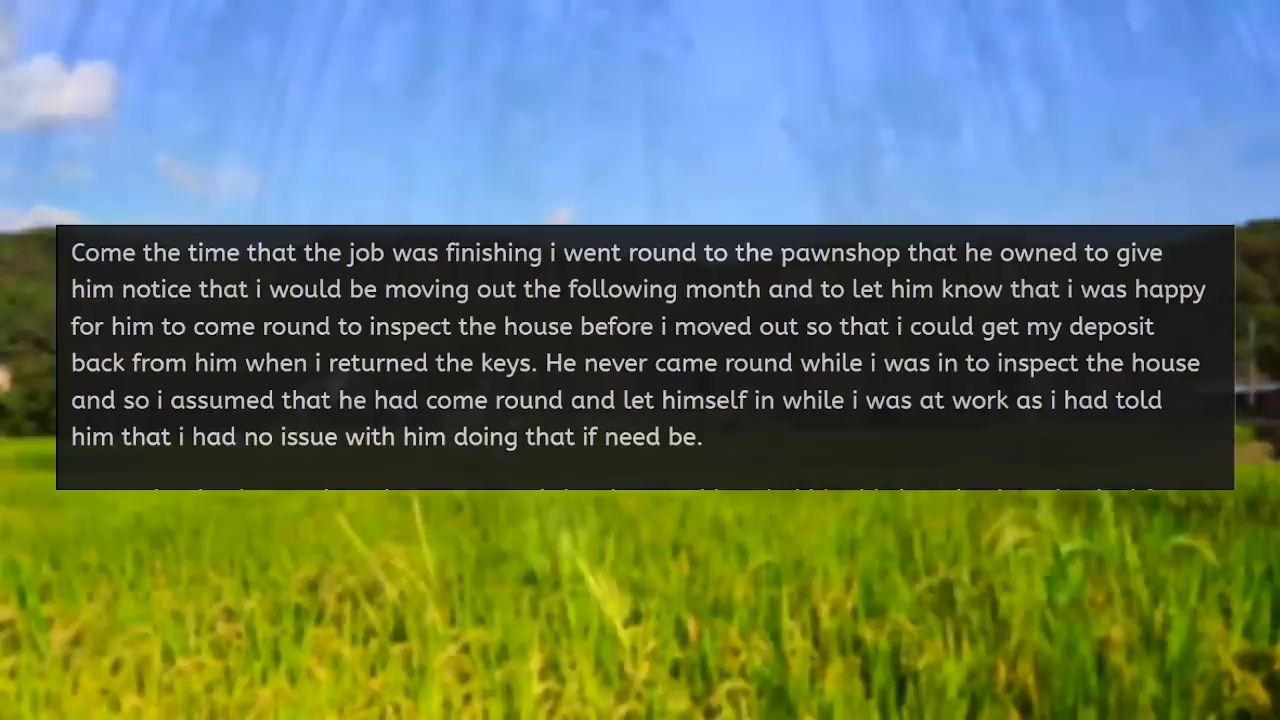 Come the time that the job was finishing i went round to the pawnshop that he owned to give
him notice that i would be moving out the following month and to let him know that i was happy
for him to come round to inspect the house before i moved out so that i could get my deposit
back from him when i returned the keys. He never came round while i was in to inspect the house
and so i assumed that he had come round and let himself in while i was at work as i had told
him that i had no issue with him doing that if need be.